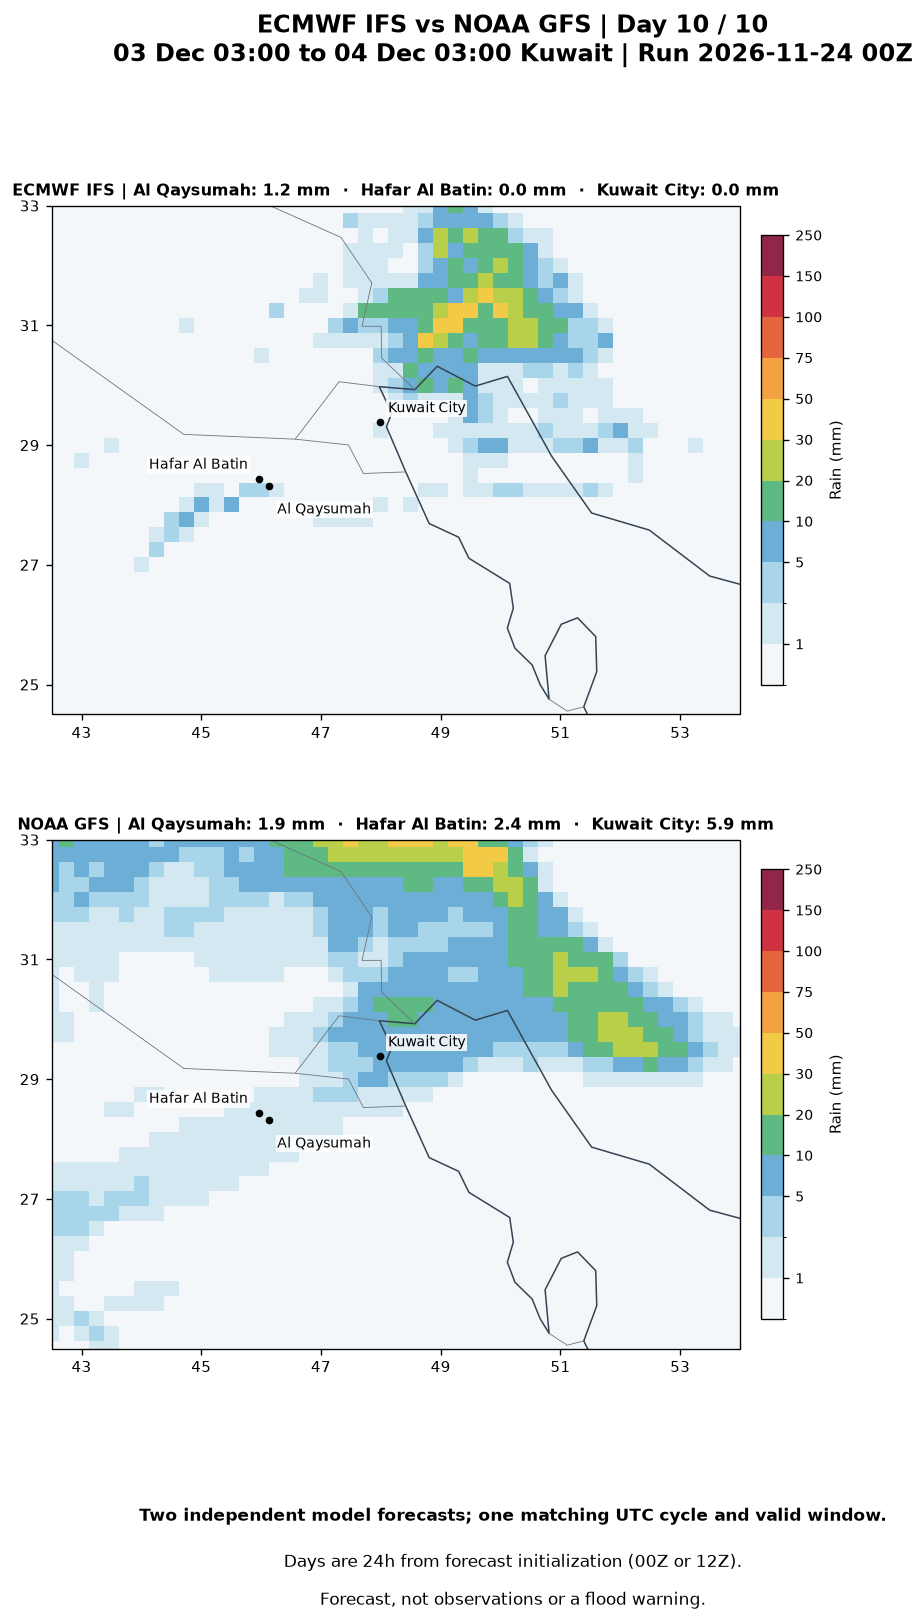 ECMWF IFS vs NOAA GFS | Day 10 / 10
03 Dec 03:00 to 04 Dec 03:00 Kuwait | Run 2026-11-24 00Z
ECMWF IFS | Al Qaysumah: 1.2 mm · Hafar Al Batin: 0.0 mm · Kuwait City: 0.0 mm
33
31
29
27
25
Kuwait City
Hafar Al Batin
Al Qaysumah
43 45 47 49 51 53
250
150
100
75
50
30
20
10
5
1
Rain (mm)
NOAA GFS | Al Qaysumah: 1.9 mm · Hafar Al Batin: 2.4 mm · Kuwait City: 5.9 mm
33
31
29
27
25
Kuwait City
Hafar Al Batin
Al Qaysumah
43 45 47 49 51 53
250
150
100
75
50
30
20
10
5
1
Rain (mm)
Two independent model forecasts; one matching UTC cycle and valid window.
Days are 24h from forecast initialization (00Z or 12Z).
Forecast, not observations or a flood warning.